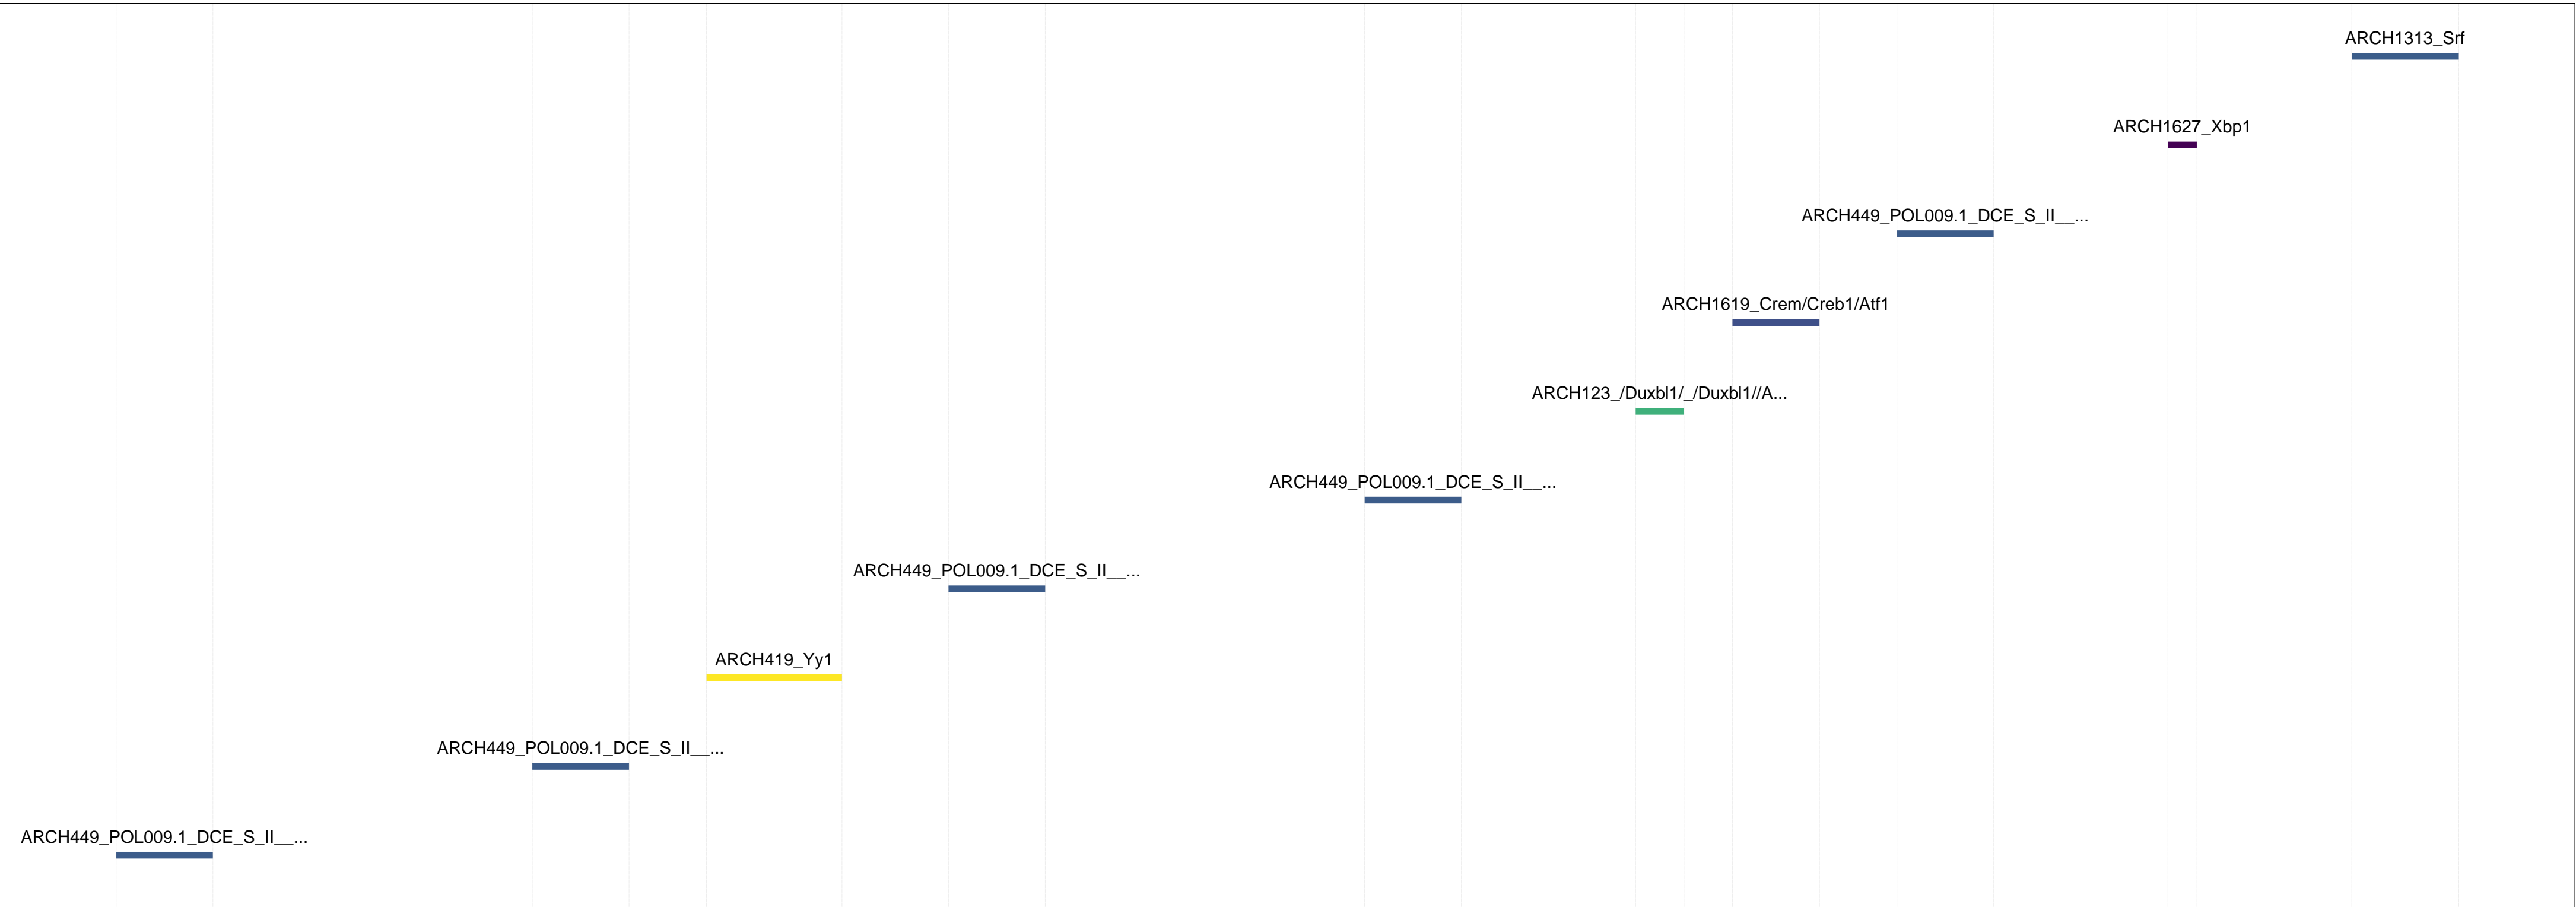 ARCH1313_Srf
ARCH1627_Xbp1
ARCH449_POL009.1_DCE_S_II__...
ARCH1619_Crem/Creb1/Atf1
ARCH123_/Duxbl1/_/Duxbl1//A...
ARCH449_POL009.1_DCE_S_II__...
ARCH449_POL009.1_DCE_S_II__...
ARCH419_Yy1
ARCH449_POL009.1_DCE_S_II__...
ARCH449_POL009.1_DCE_S_II__...